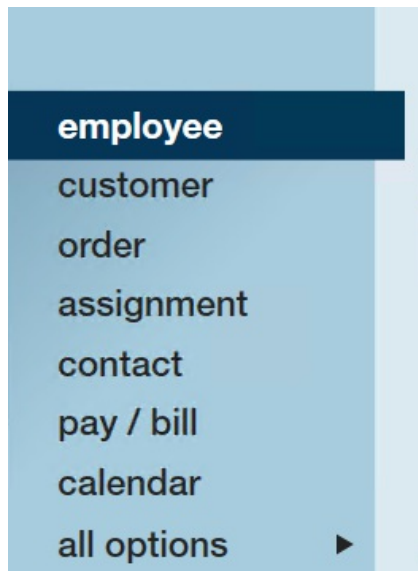 employee
customer
order
assignment
contact
pay / bill
calendar
all options